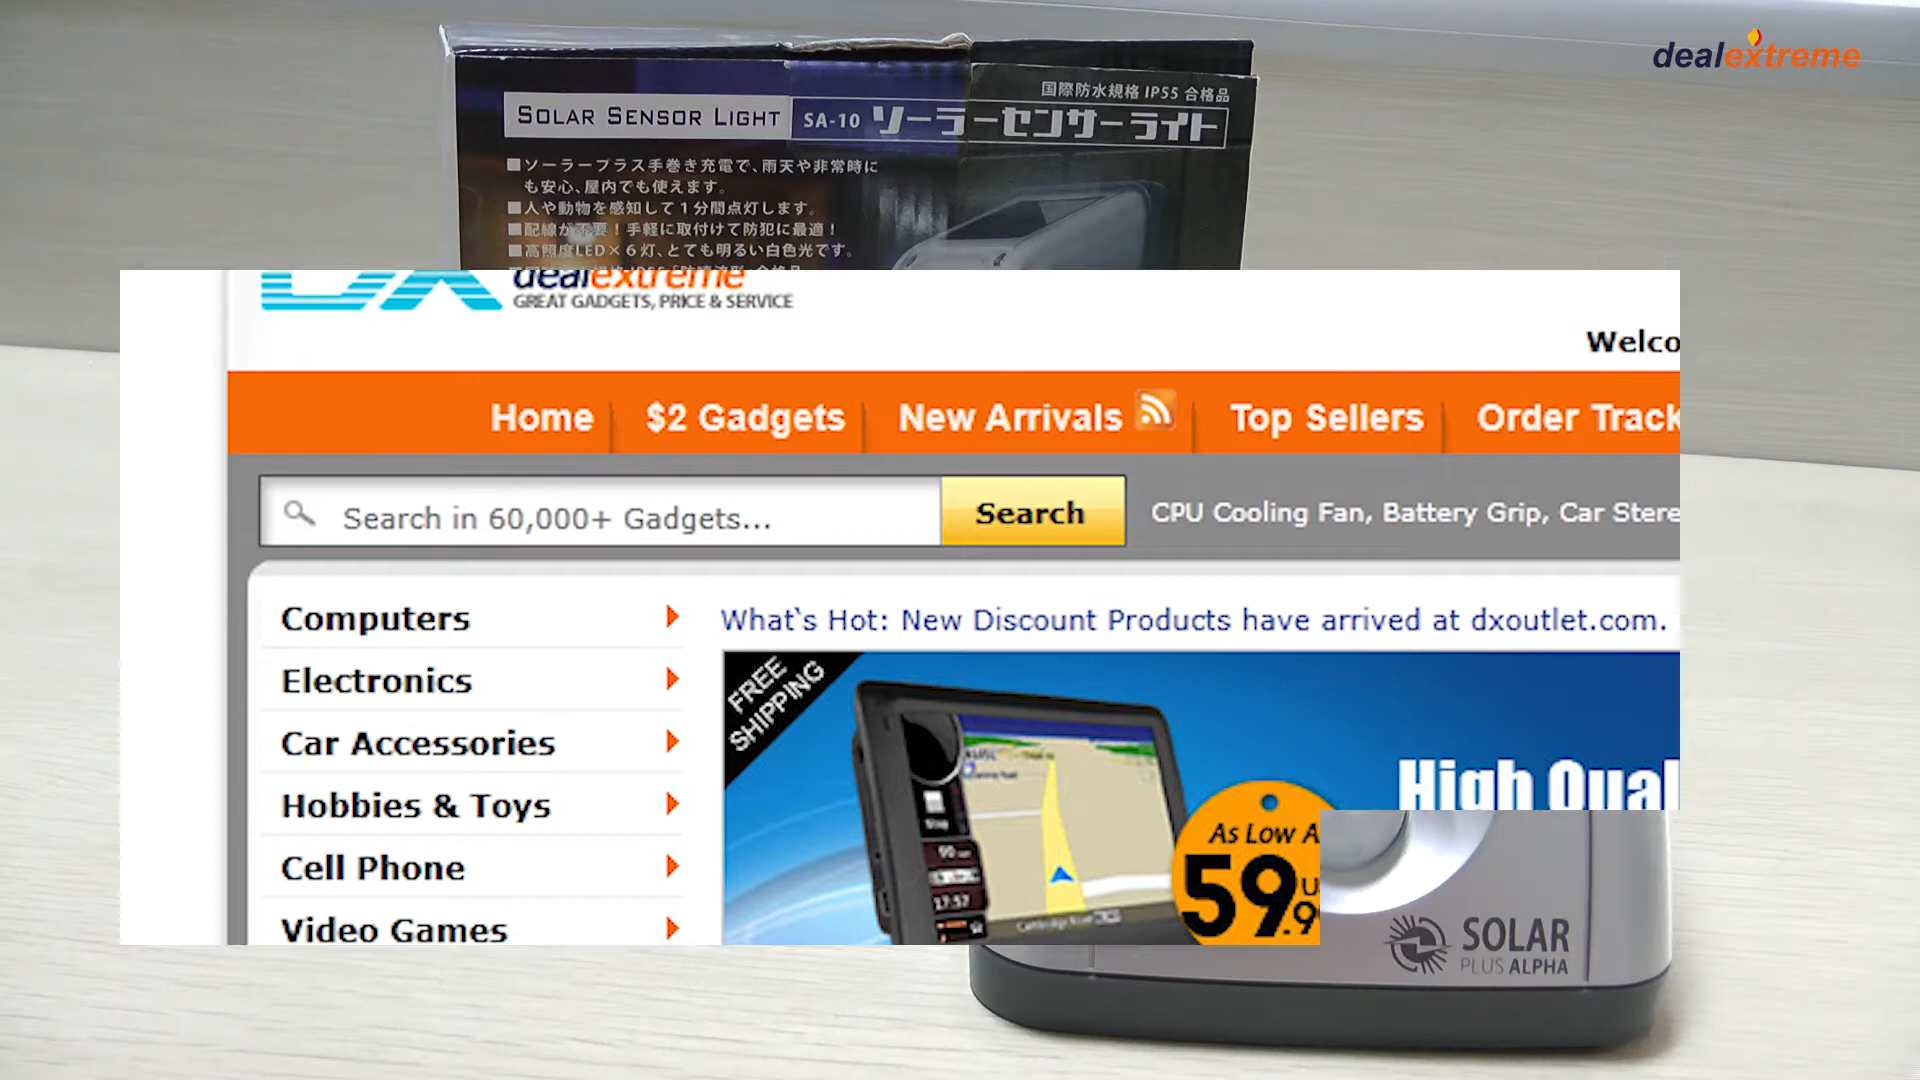 dealextreme
国際防水規格 IP55 合格品
SOLAR SENSOR LIGHT SA-10 ソーラーセンサーライト
■ソーラープラス手巻き充電で、雨天や非常時に
も安心、屋内でも使えます。
■人や動物を感知して1分間点灯します。
■配線が不要！手軽に取付けて防犯に最適！
■高照度LED×6灯、とても明るい白色光です。
dealextreme
GREAT GADGETS, PRICE & SERVICE
Welco
Home $2 Gadgets New Arrivals Top Sellers Order Track
Search in 60,000+ Gadgets... Search CPU Cooling Fan, Battery Grip, Car Stere
Computers
Electronics
Car Accessories
Hobbies & Toys
Cell Phone
Video Games
What's Hot: New Discount Products have arrived at dxoutlet.com.
FREE
SHIPPING
High Qual
As Low A
59.9
17:57
SOLAR
PLUS ALPHA